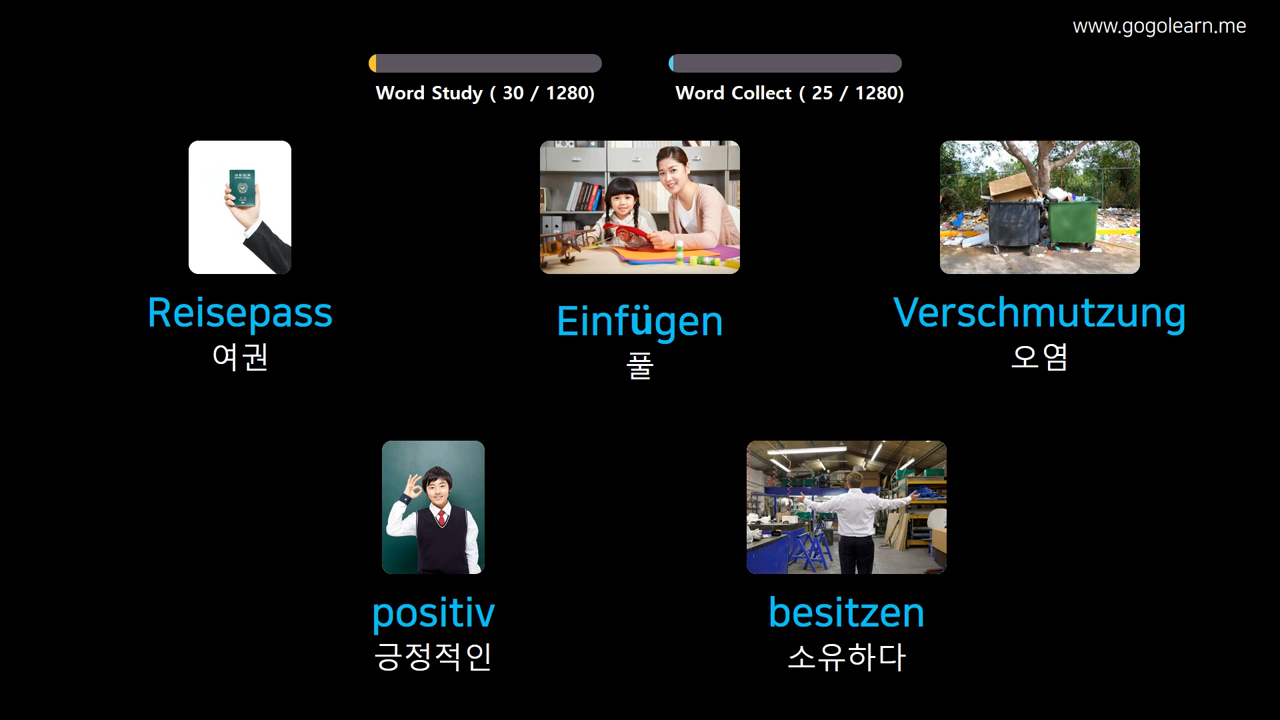 www.gogolearn.me
Word Study ( 30 / 1280)
Word Collect ( 25 / 1280)
Reisepass
여권
Einfügen
풀
Verschmutzung
오염
positiv
긍정적인
besitzen
소유하다